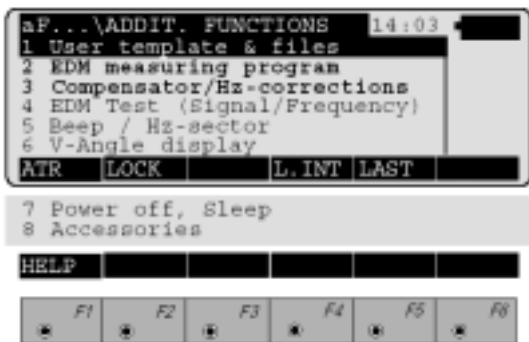 aF...\ADDIT. FUNCTIONS 14:03
1 User template & files
2 EDM measuring program
3 Compensator/Hz-corrections
4 EDM Test (Signal/Frequency)
5 Beep / Hz-sector
6 V-Angle display
ATR LOCK L.INT LAST
7 Power off, Sleep
8 Accessories
HELP
F1 F2 F3 F4 F5 F6